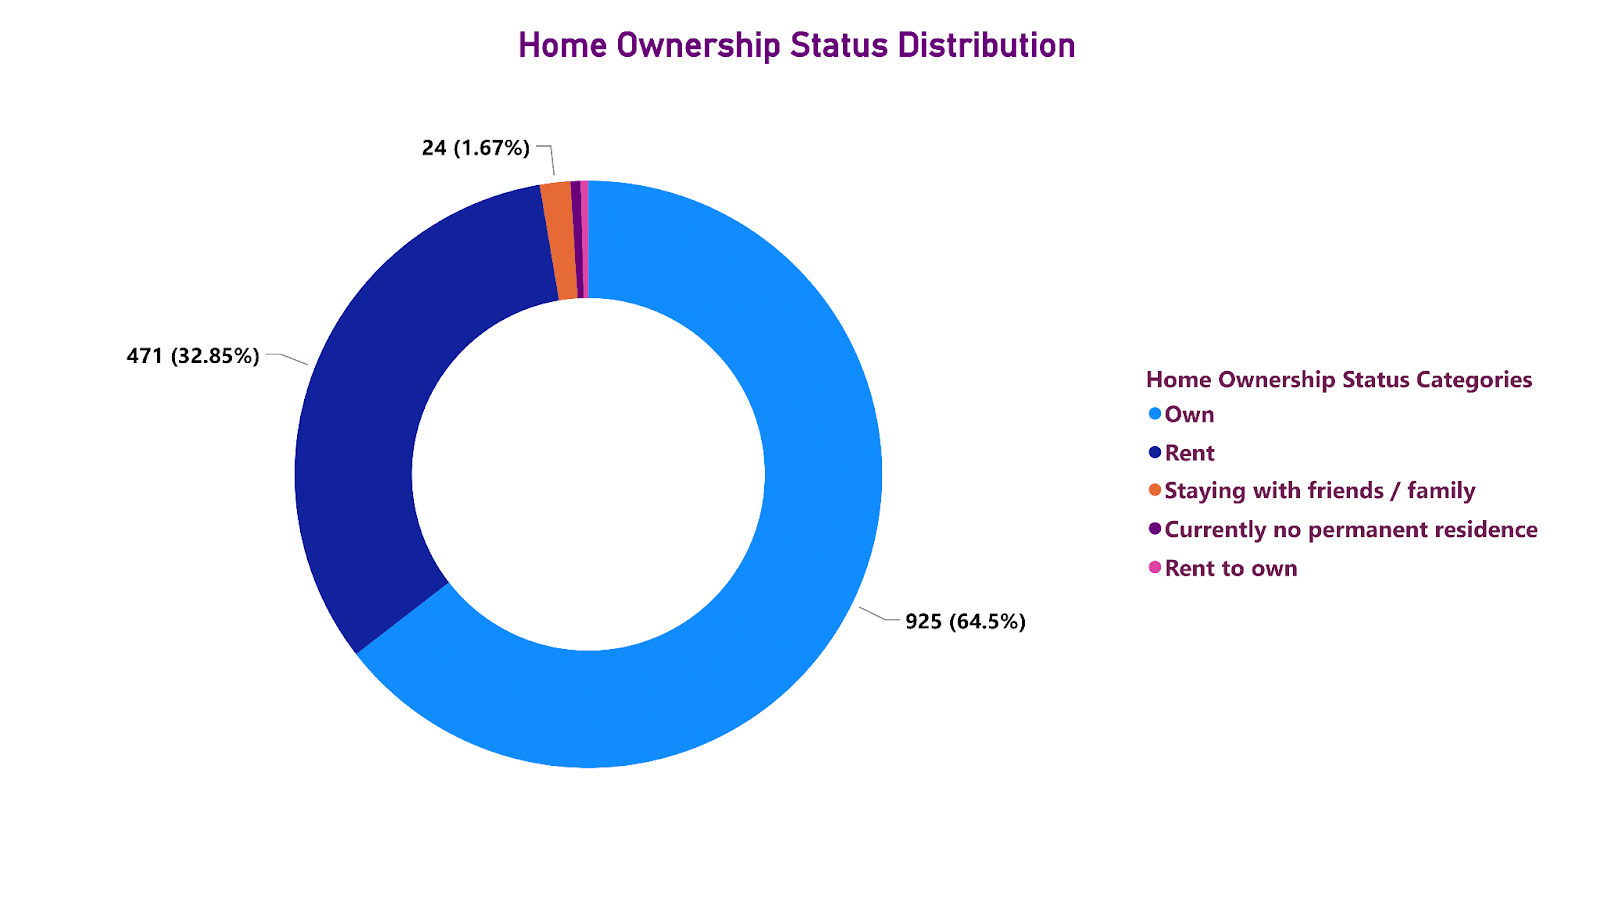 Home Ownership Status Distribution
24 (1.67%)
471 (32.85%)
925 (64.5%)
Home Ownership Status Categories
Own
Rent
Staying with friends / family
Currently no permanent residence
Rent to own